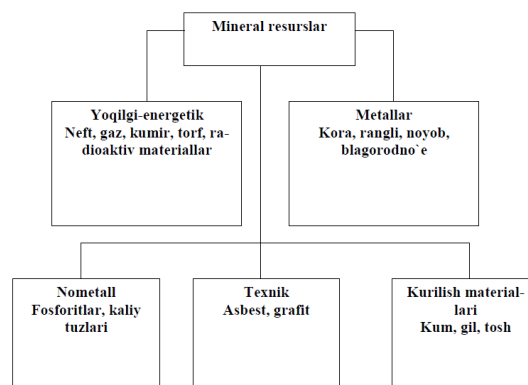 Mineral resurslar
Yoqilgi-energetik
Neft, gaz, kumir, torf, ra-
dioaktiv materiallar
Metallar
Kora, rangli, noyob,
blagorodno`e
Nometall
Fosforitlar, kaliy
tuzlari
Texnik
Asbest, grafit
Kurilish material-
lari
Kum, gil, tosh